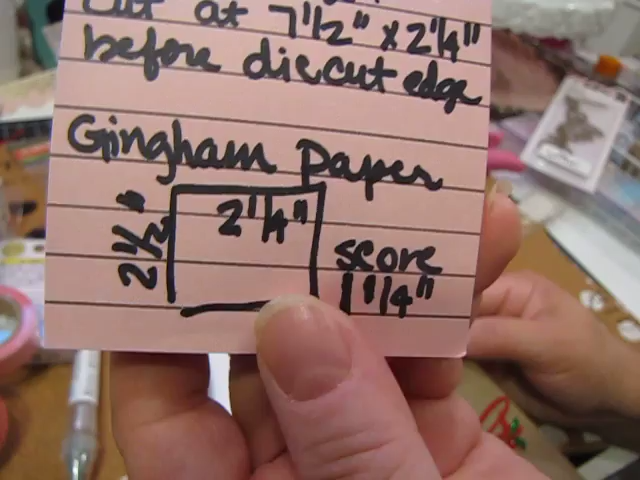 cut at 7 1/2" x 2 1/4"
before diecut edge
Gingham Paper
2 1/4"
2 1/2"
score
1 1/4"